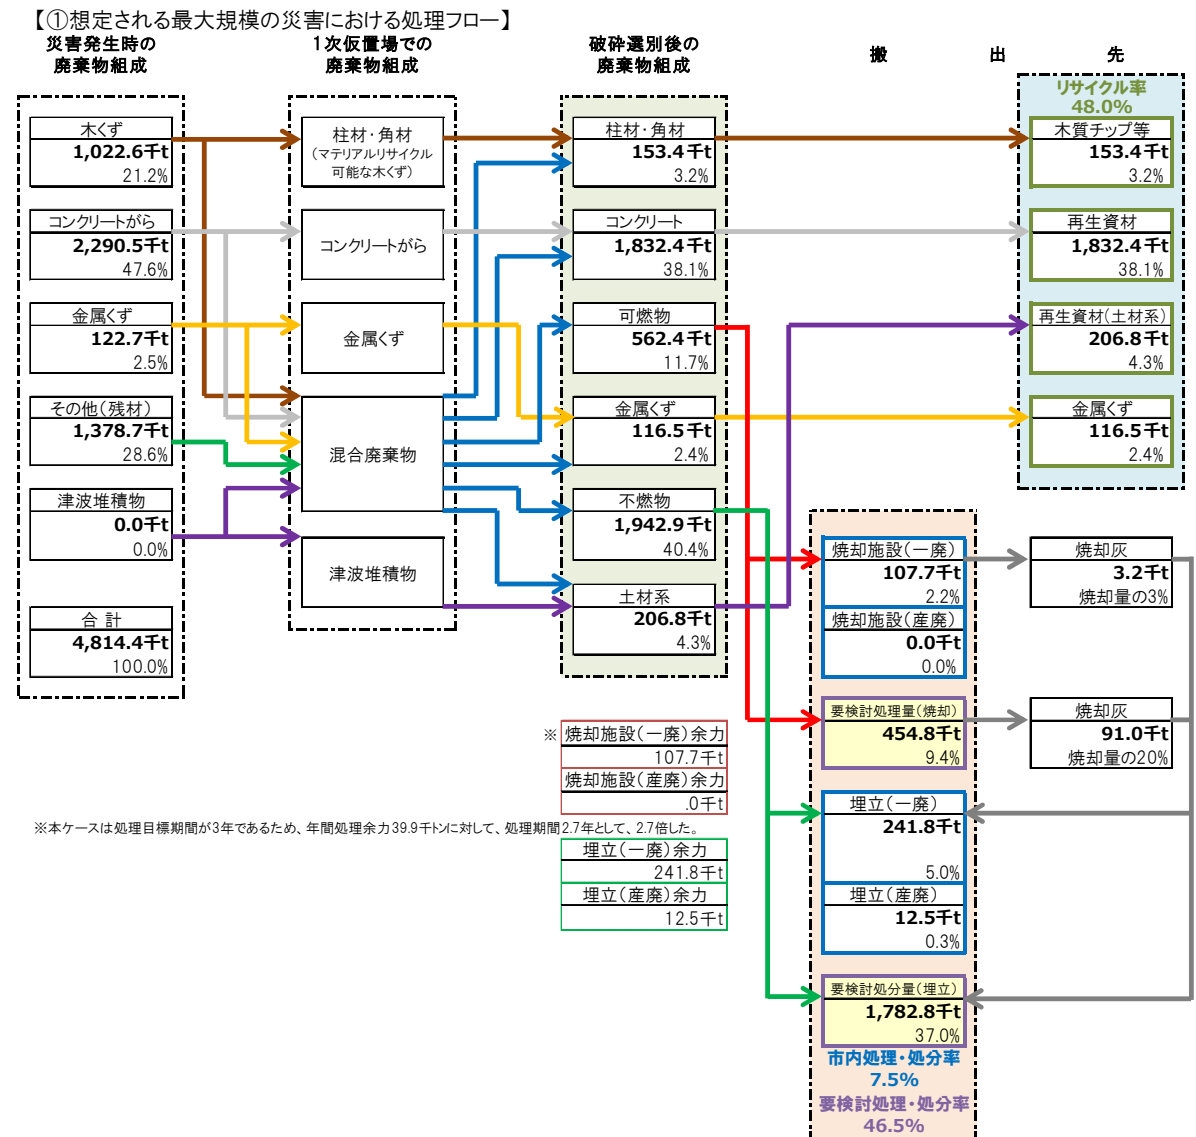 【①想定される最大規模の災害における処理フロー】
災害発生時の
廃棄物組成
1次仮置場での
廃棄物組成
破砕選別後の
廃棄物組成
搬 出 先
リサイクル率
48.0%
木くず
1,022.6千t
21.2%
コンクリートがら
2,290.5千t
47.6%
金属くず
122.7千t
2.5%
その他(残材)
1,378.7千t
28.6%
津波堆積物
0.0千t
0.0%
合計
4,814.4千t
100.0%
柱材・角材
(マテリアルリサイクル
可能な木くず)
コンクリートがら
金属くず
混合廃棄物
津波堆積物
柱材・角材
153.4千t
3.2%
コンクリート
1,832.4千t
38.1%
可燃物
562.4千t
11.7%
金属くず
116.5千t
2.4%
不燃物
1,942.9千t
40.4%
土材系
206.8千t
4.3%
木質チップ等
153.4千t
3.2%
再生資材
1,832.4千t
38.1%
再生資材(土材系)
206.8千t
4.3%
金属くず
116.5千t
2.4%
焼却施設(一廃)
107.7千t
2.2%
焼却施設(産廃)
0.0千t
0.0%
要検討処理量(焼却)
454.8千t
9.4%
埋立(一廃)
241.8千t
5.0%
埋立(産廃)
12.5千t
0.3%
要検討処分量(埋立)
1,782.8千t
37.0%
市内処理・処分率
7.5%
要検討処理・処分率
46.5%
焼却灰
3.2千t
焼却量の3%
焼却灰
91.0千t
焼却量の20%
※ 焼却施設(一廃)余力
107.7千t
焼却施設(産廃)余力
.0千t
※本ケースは処理目標期間が3年であるため、年間処理余力39.9千トンに対して、処理期間2.7年として、2.7倍した。
埋立(一廃)余力
241.8千t
埋立(産廃)余力
12.5千t